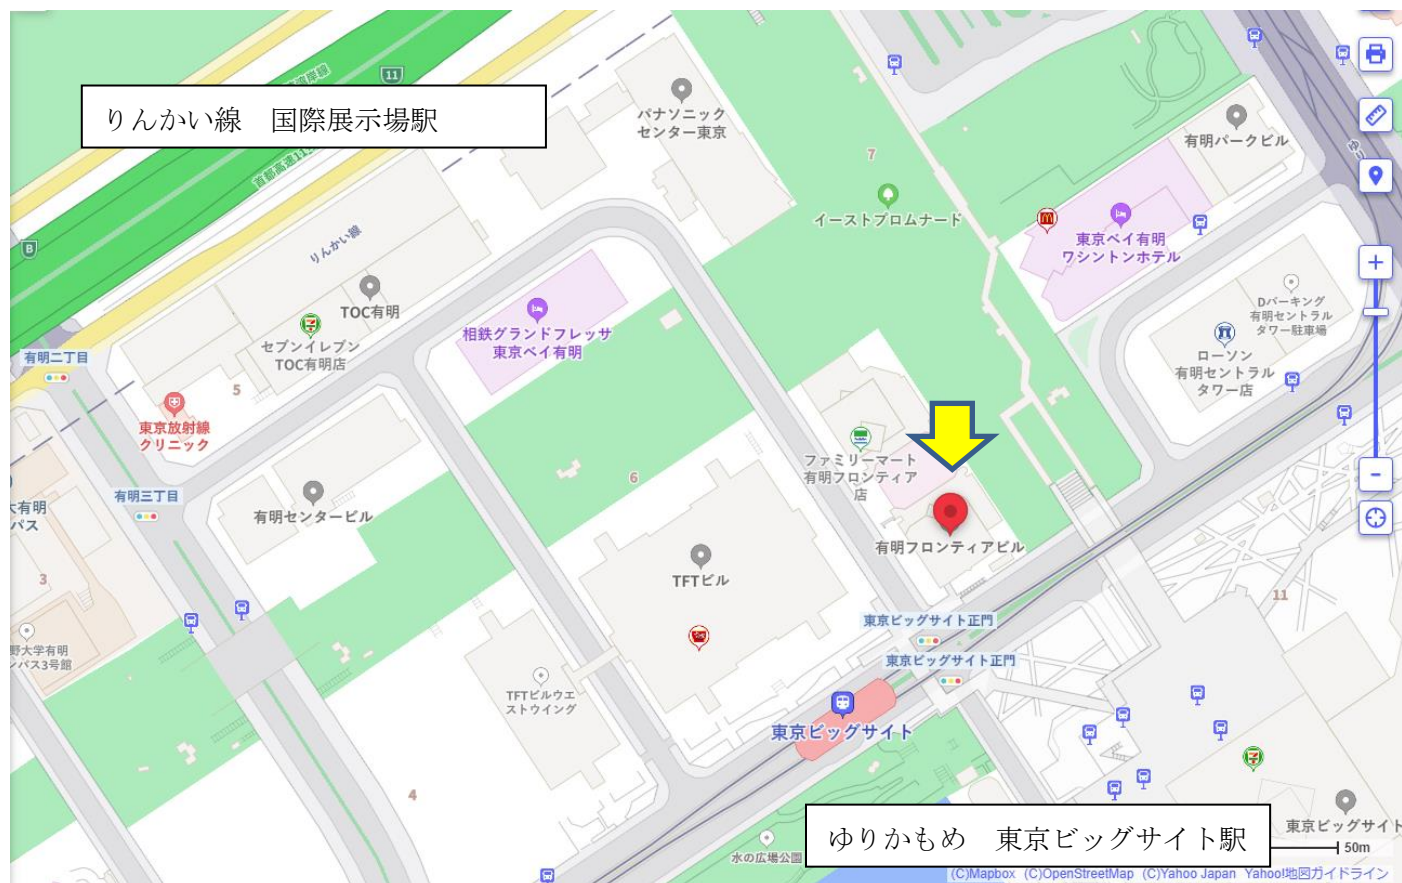 11
りんかい線　国際展示場駅
パナソニック
センター東京
有明パークビル
7
イーストプロムナード
東京ベイ有明
ワシントンホテル
B
りんかい線
TOC有明
セブンイレブン
TOC有明店
相鉄グランドフレッサ
東京ベイ有明
Dパーキング
有明セントラル
タワー駐車場
ローソン
有明セントラル
タワー店
有明二丁目
5
東京放射線
クリニック
ファミリーマート
有明フロンティア
店
有明三丁目
有明センタービル
6
有明フロンティアビル
TFTビル
3
11
東京ビッグサイト正門
東京ビッグサイト正門
TFTビルウエ
ストウイング
東京ビッグサイト
4
東京ビッグサイト
ゆりかもめ　東京ビッグサイト駅
水の広場公園
50m
(C)Mapbox (C)OpenStreetMap (C)Yahoo Japan Yahoo!地図ガイドライン